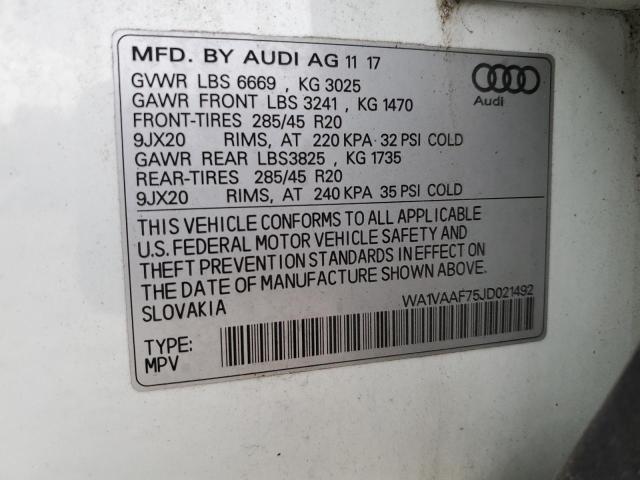 MFD. BY AUDI AG 11 17
GVWR LBS 6669 , KG 3025
GAWR FRONT LBS 3241 , KG 1470
FRONT-TIRES 285/45 R20
9JX20 RIMS, AT 220 KPA 32 PSI COLD
GAWR REAR LBS3825 , KG 1735
REAR-TIRES 285/45 R20
9JX20 RIMS, AT 240 KPA 35 PSI COLD
Audi
THIS VEHICLE CONFORMS TO ALL APPLICABLE
U.S. FEDERAL MOTOR VEHICLE SAFETY AND
THEFT PREVENTION STANDARDS IN EFFECT ON
THE DATE OF MANUFACTURE SHOWN ABOVE.
SLOVAKIA
WA1VAAF75JD021492
TYPE:
MPV